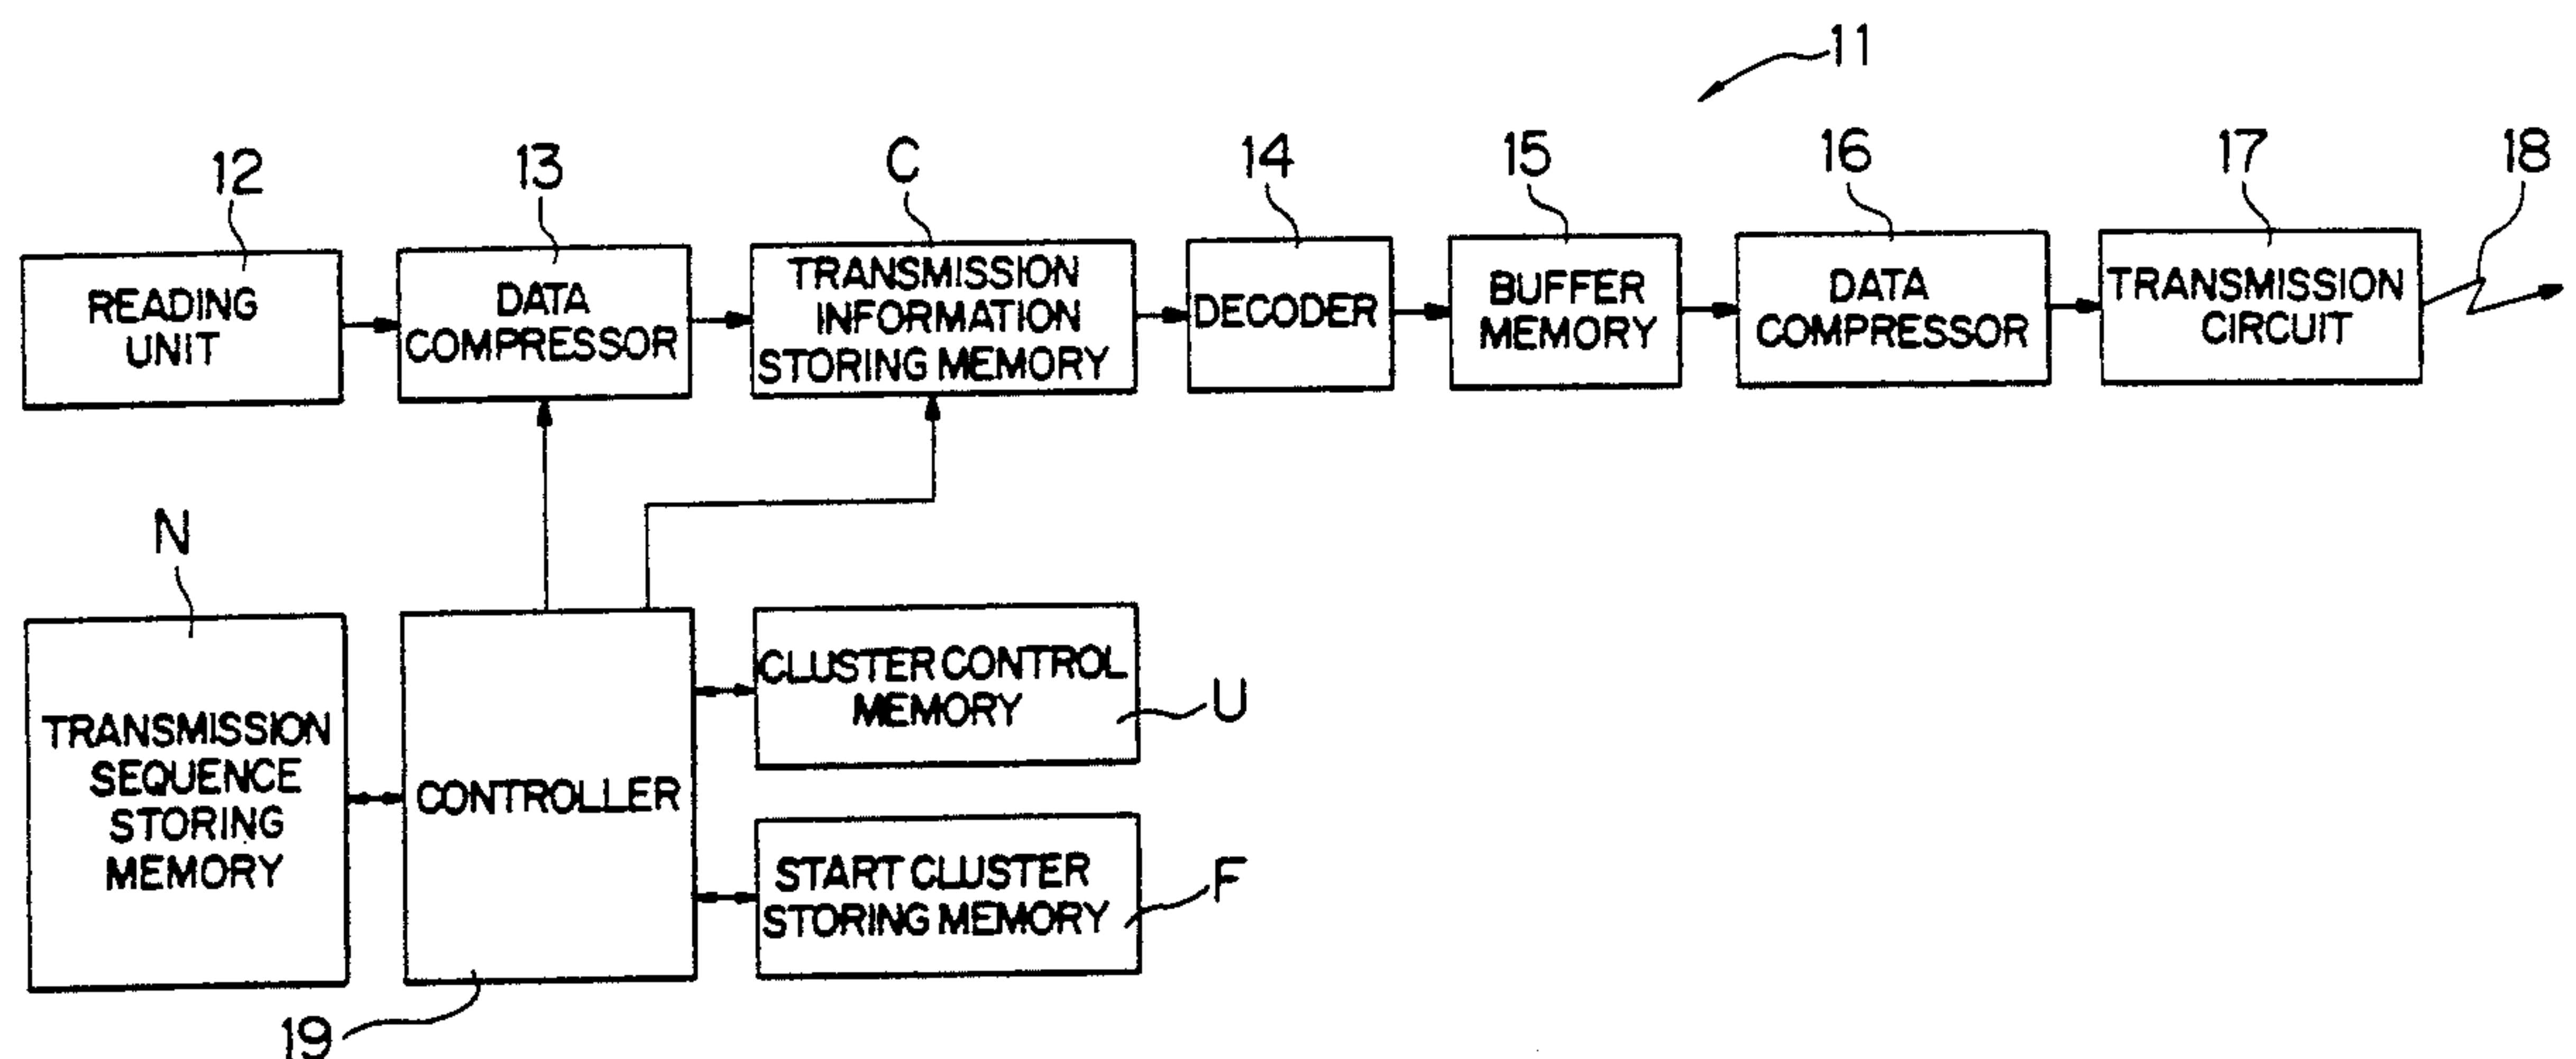 11
12
13
C
14
15
16
17
18
READING
UNIT
DATA
COMPRESSOR
TRANSMISSION
INFORMATION
STORING MEMORY
DECODER
BUFFER
MEMORY
DATA
COMPRESSOR
TRANSMISSION
CIRCUIT
N
TRANSMISSION
SEQUENCE
STORING
MEMORY
CONTROLLER
19
CLUSTER CONTROL
MEMORY
U
START CLUSTER
STORING MEMORY
F